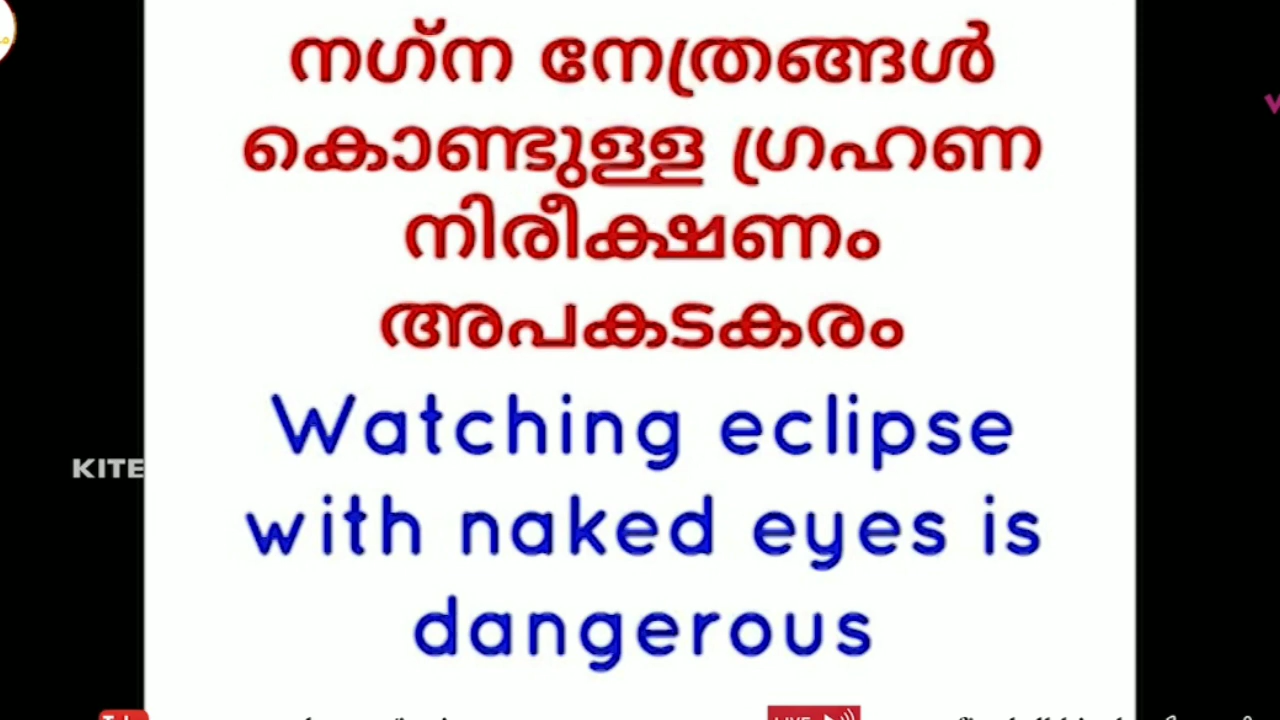 നഗ്ന നേത്രങ്ങൾ
കൊണ്ടുള്ള ഗ്രഹണ
നിരീക്ഷണം
അപകടകരം
Watching eclipse
KITE
with naked eyes is
dangerous